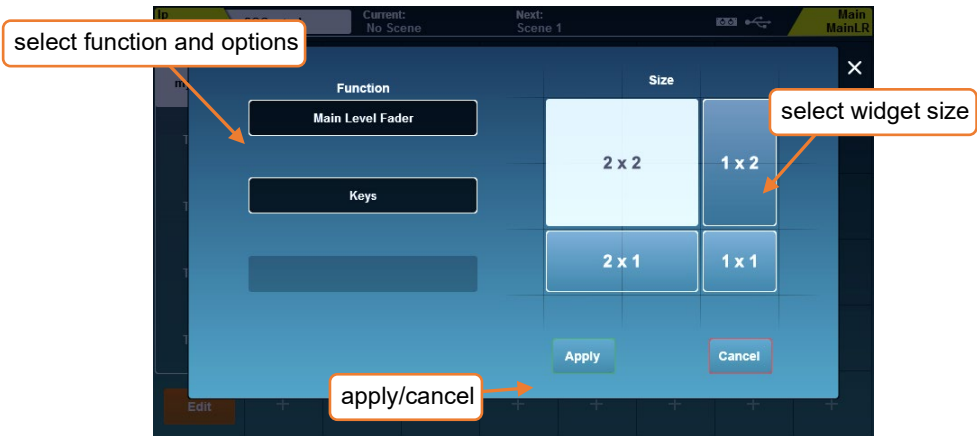 Current:
Next:
Main
No Scene
Scene 1
MainLR
select function and options
Function
Size
Main Level Fader
select widget size
2 x 2
1 x 2
Keys
2 x 1
1 x 1
Apply
Cancel
apply/cancel
Edit